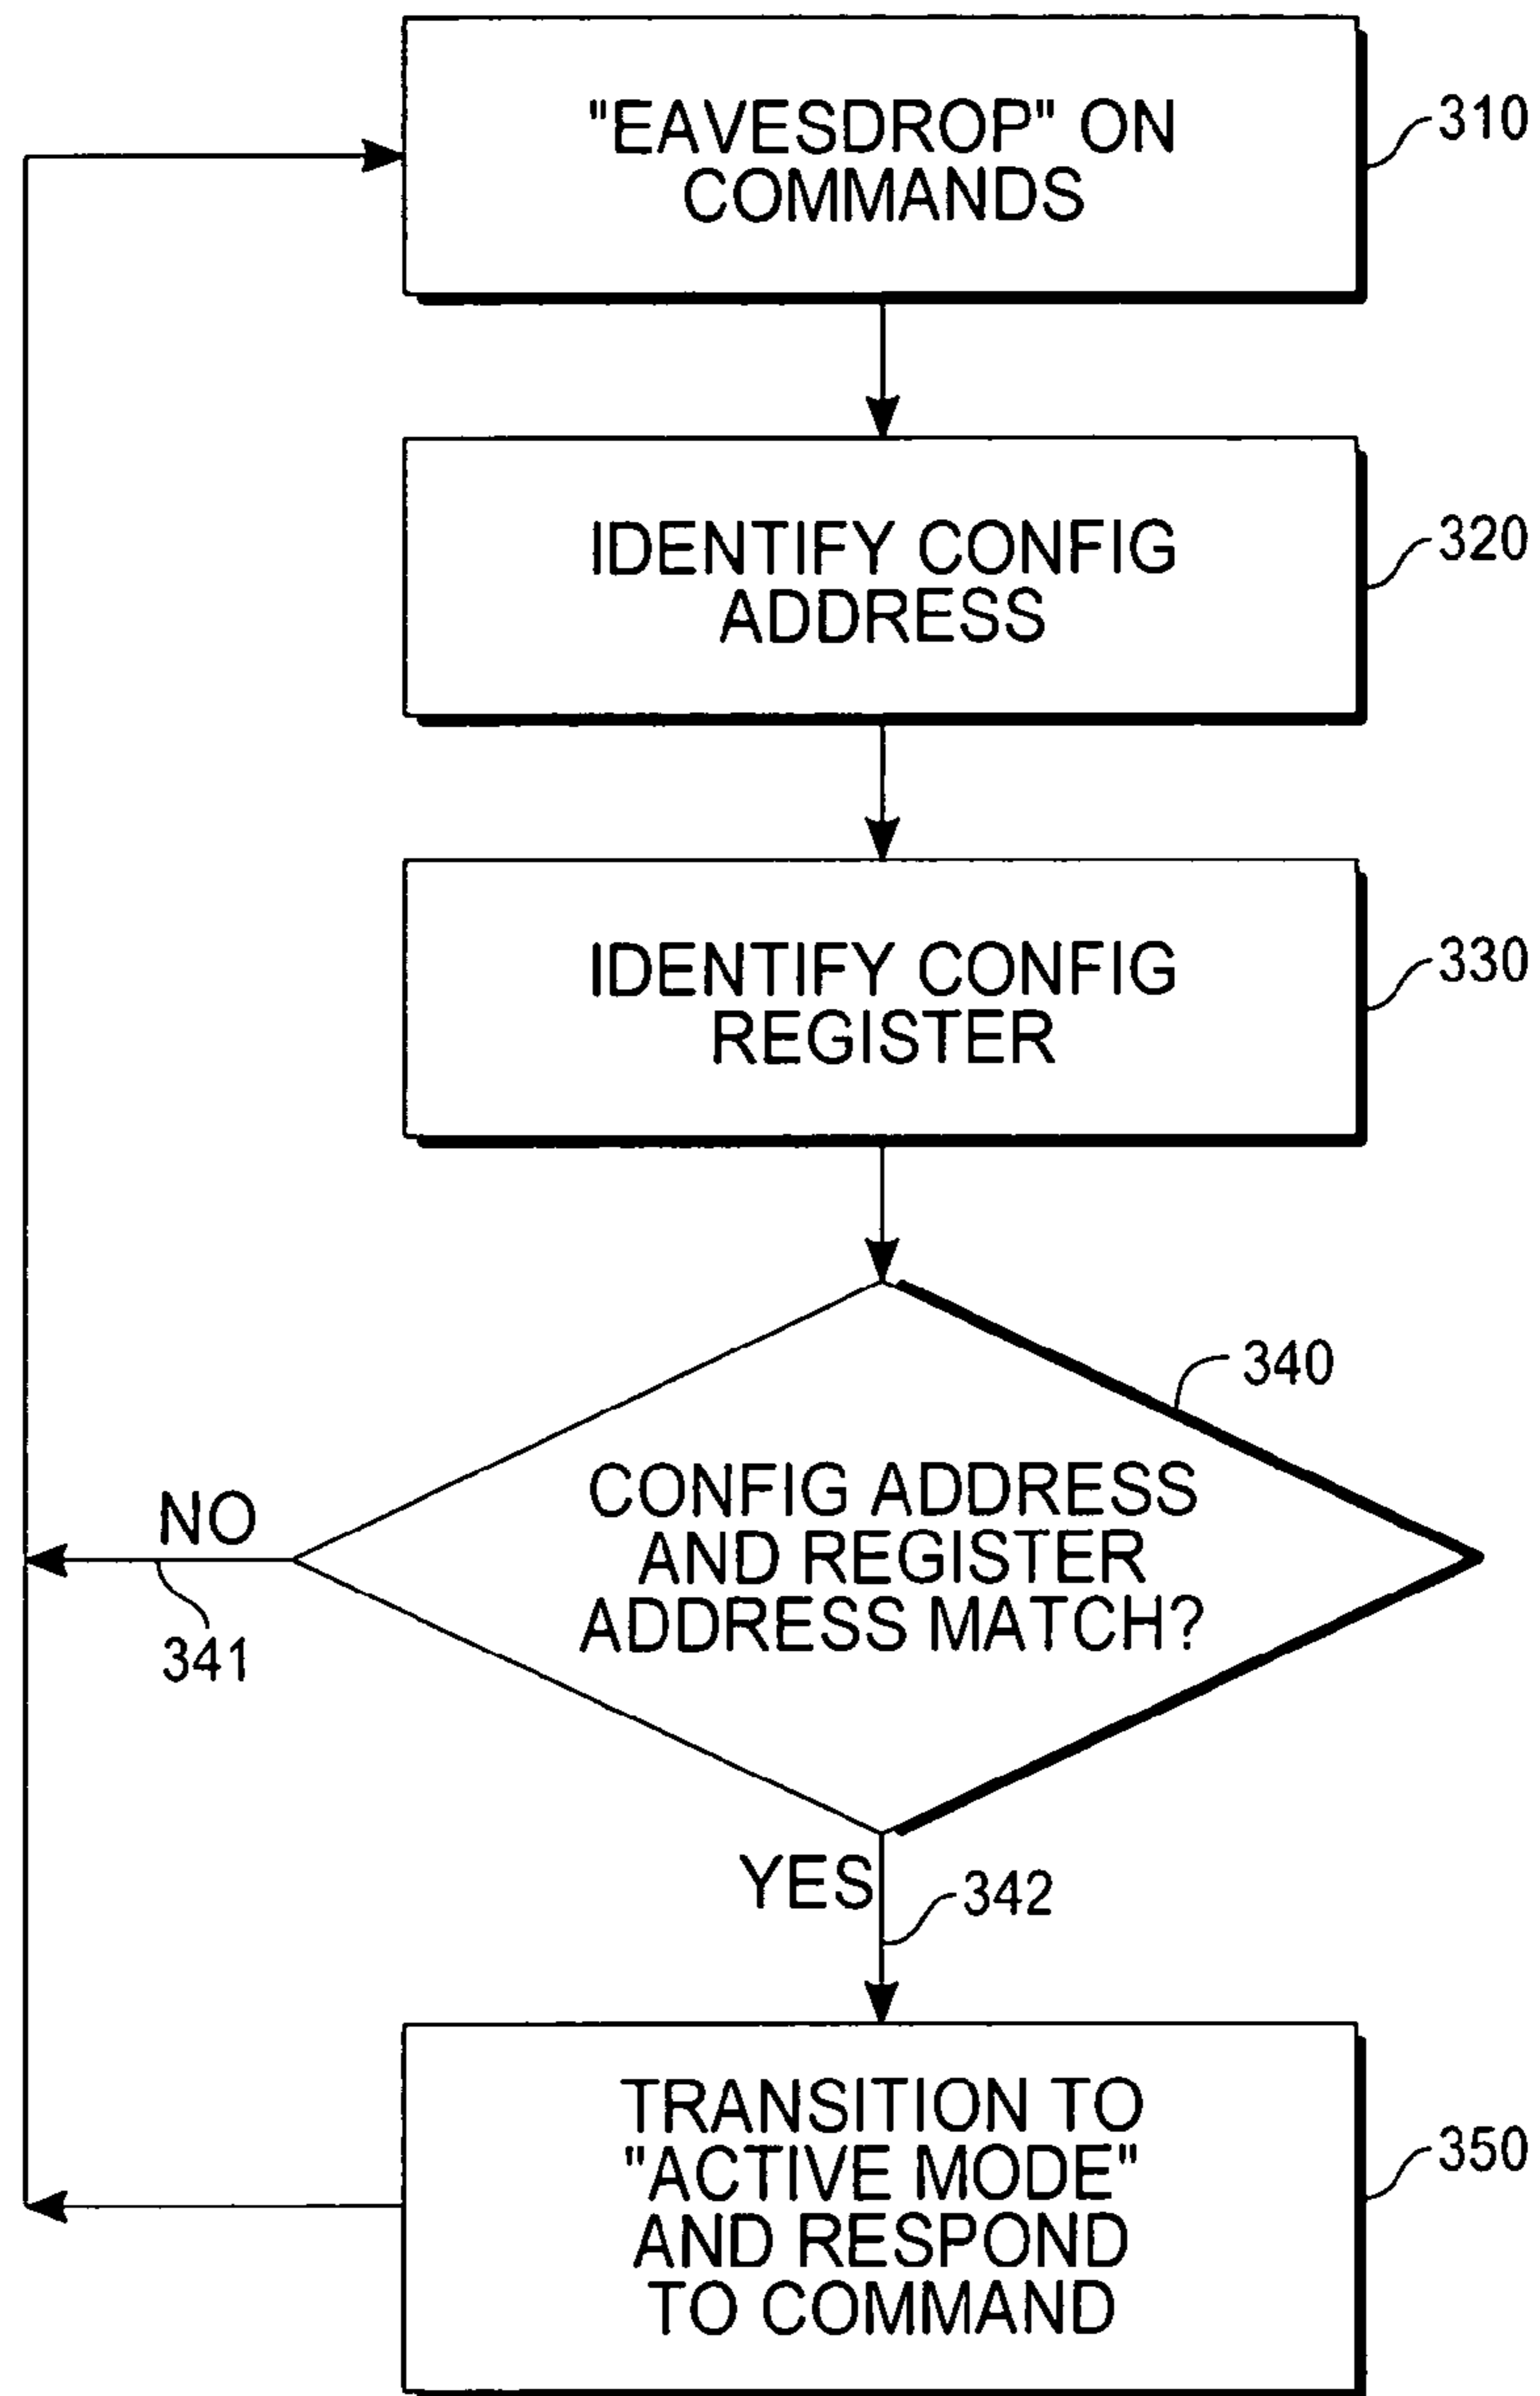 "EAVESDROP" ON
COMMANDS
310
IDENTIFY CONFIG
ADDRESS
320
IDENTIFY CONFIG
REGISTER
330
340
CONFIG ADDRESS
AND REGISTER
ADDRESS MATCH?
NO
341
YES
342
TRANSITION TO
"ACTIVE MODE"
AND RESPOND
TO COMMAND
350